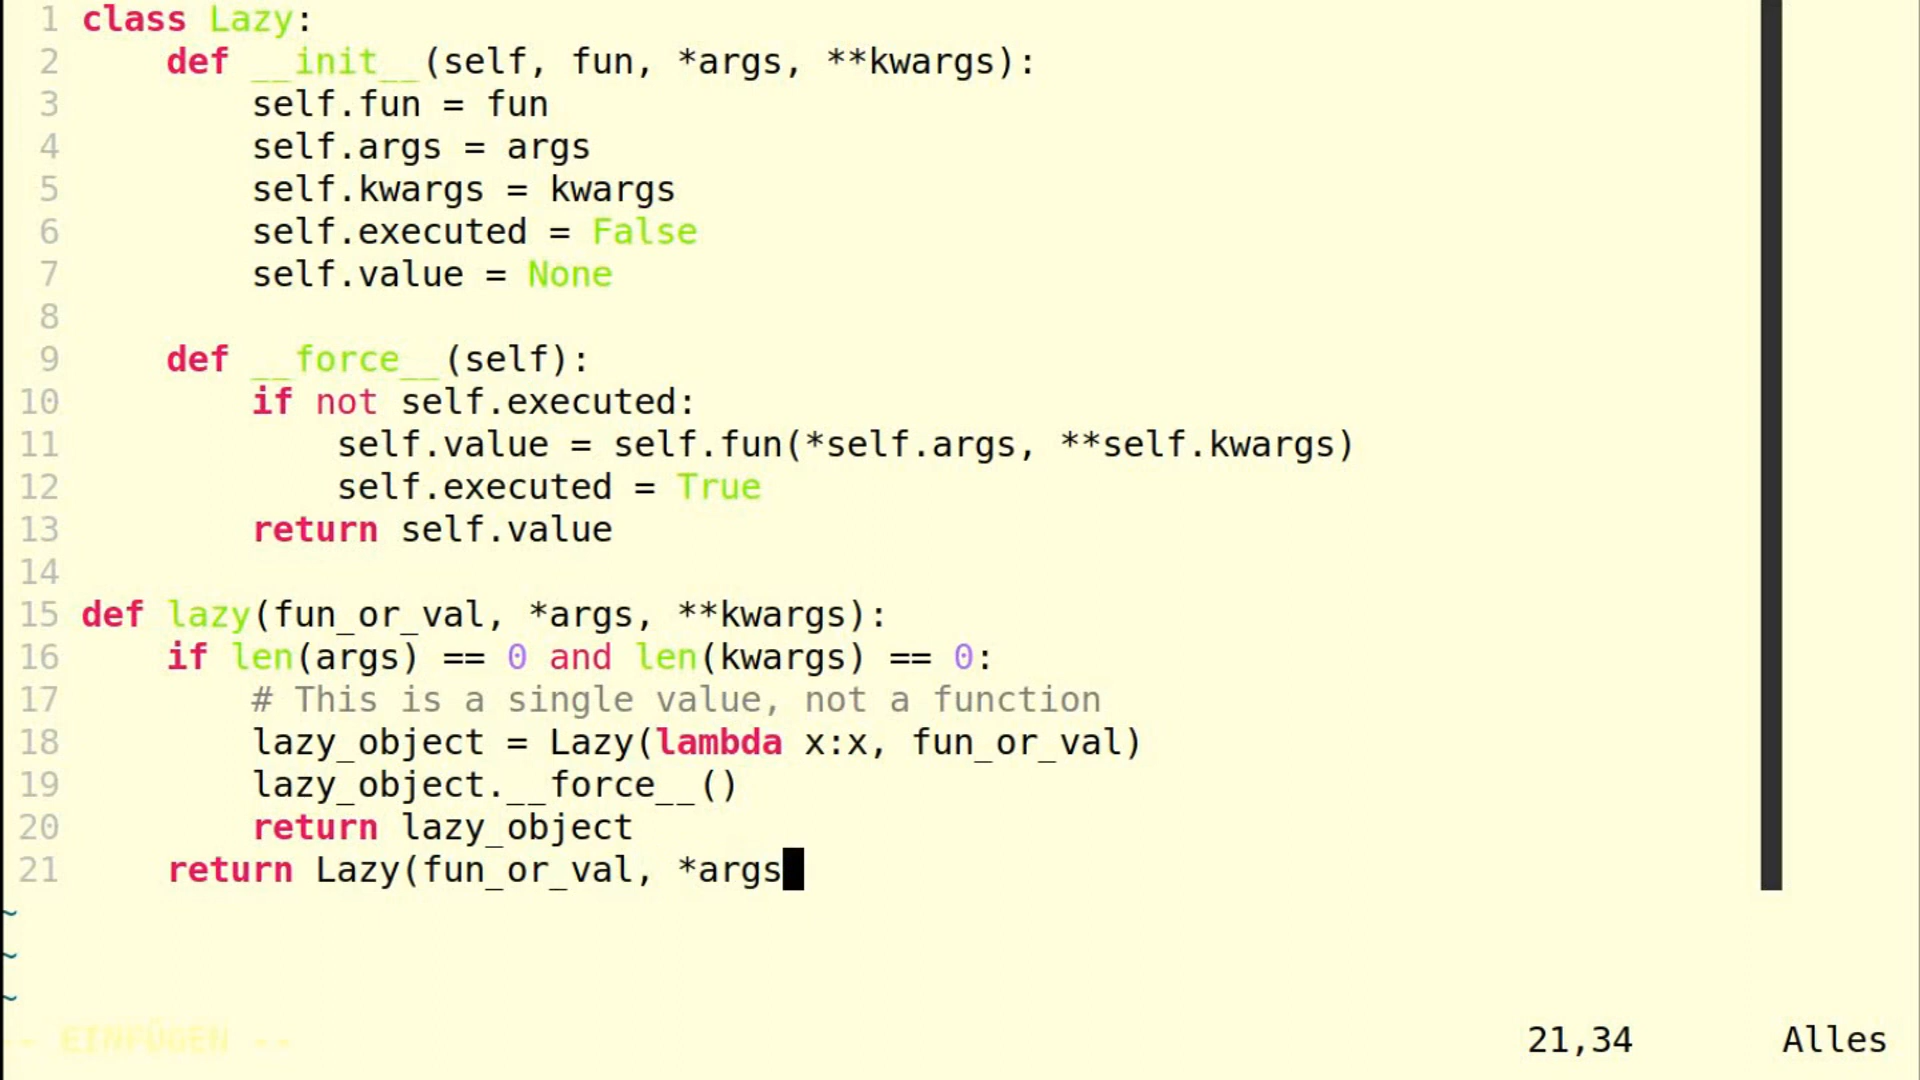 1 class Lazy:
2     def __init__(self, fun, *args, **kwargs):
3         self.fun = fun
4         self.args = args
5         self.kwargs = kwargs
6         self.executed = False
7         self.value = None
8
9     def __force__(self):
10         if not self.executed:
11             self.value = self.fun(*self.args, **self.kwargs)
12             self.executed = True
13         return self.value
14
15 def lazy(fun_or_val, *args, **kwargs):
16     if len(args) == 0 and len(kwargs) == 0:
17         # This is a single value, not a function
18         lazy_object = Lazy(lambda x:x, fun_or_val)
19         lazy_object.__force__()
20         return lazy_object
21     return Lazy(fun_or_val, *args
~
~
~
-- EINFÜGEN -- 21,34 Alles